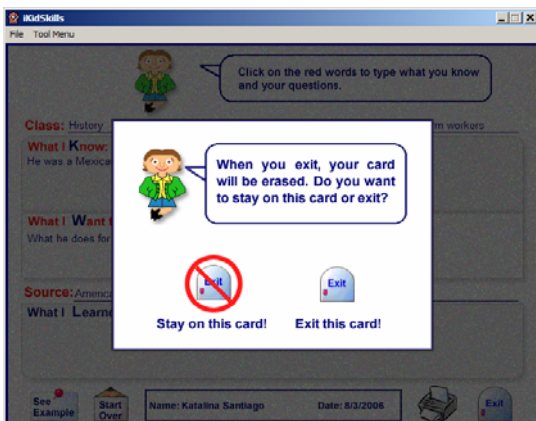 iKidSkills
File Tool Menu
Click on the red words to type what you know
and your questions.
Class: History
m workers
What I Know:
He was a Mexica
When you exit, your card
will be erased. Do you want
to stay on this card or exit?
What I Want t
What he does for
Exit
Exit
Stay on this card!
Exit this card!
Source: America
What I Learne
See
Example
Start
Over
Name: Katalina Santiago
Date: 8/3/2006
Exit